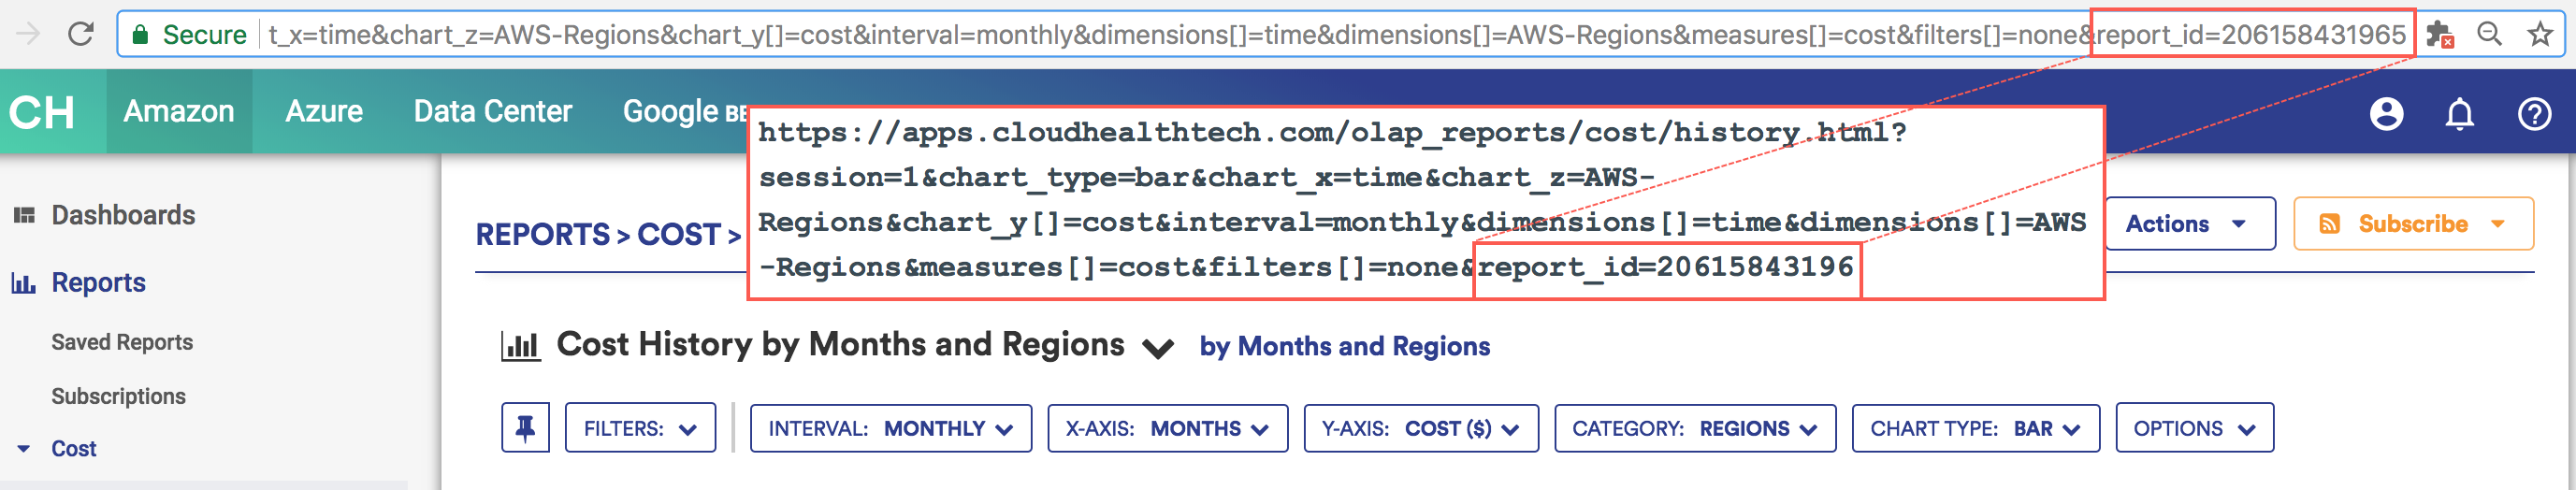 Secure t_x=time&chart_z=AWS-Regions&chart_y[]=cost&interval=monthly&dimensions[]=time&dimensions[]=AWS-Regions&measures[]=cost&filters[]=none&report_id=206158431965
CH Amazon Azure Data Center Google BE
https://apps.cloudhealthtech.com/olap_reports/cost/history.html?
session=1&chart_type=bar&chart_x=time&chart_z=AWS-
Regions&chart_y[]=cost&interval=monthly&dimensions[]=time&dimensions[]=AWS
-Regions&measures[]=cost&filters[]=none&report_id=20615843196
Dashboards
Reports
Saved Reports
Subscriptions
Cost
REPORTS > COST >
Actions Subscribe
Cost History by Months and Regions by Months and Regions
FILTERS: INTERVAL: MONTHLY X-AXIS: MONTHS Y-AXIS: COST ($) CATEGORY: REGIONS CHART TYPE: BAR OPTIONS